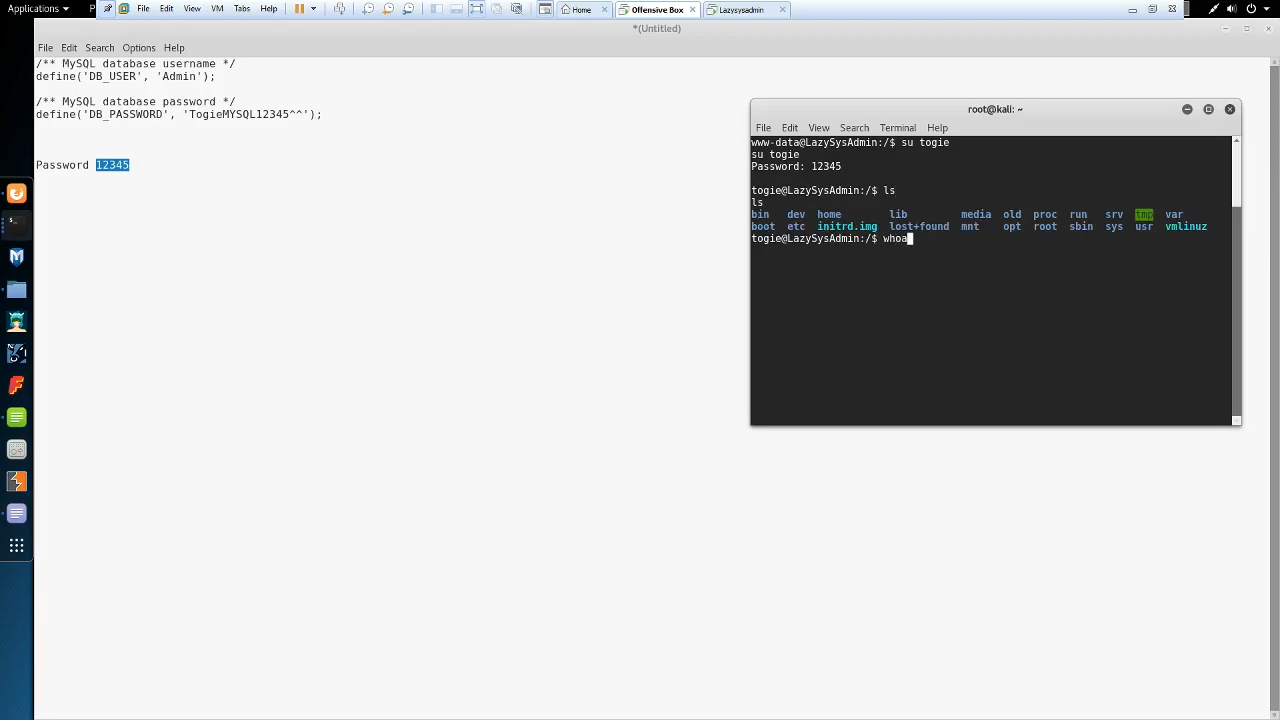 Applications
P
File
Edit
View
VM
Tabs
Help
Home
Offensive Box
Lazysysadmin
*(Untitled)
File Edit Search Options Help
/** MySQL database username */
define('DB_USER', 'Admin');
/** MySQL database password */
define('DB_PASSWORD', 'TogieMYSQL12345^^');
Password 12345
root@kali: ~
File Edit View Search Terminal Help
www-data@LazySysAdmin:/$ su togie
su togie
Password: 12345
togie@LazySysAdmin:/$ ls
ls
bin dev home lib media old proc run srv tmp var
boot etc initrd.img lost+found mnt opt root sbin sys usr vmlinuz
togie@LazySysAdmin:/$ whoa